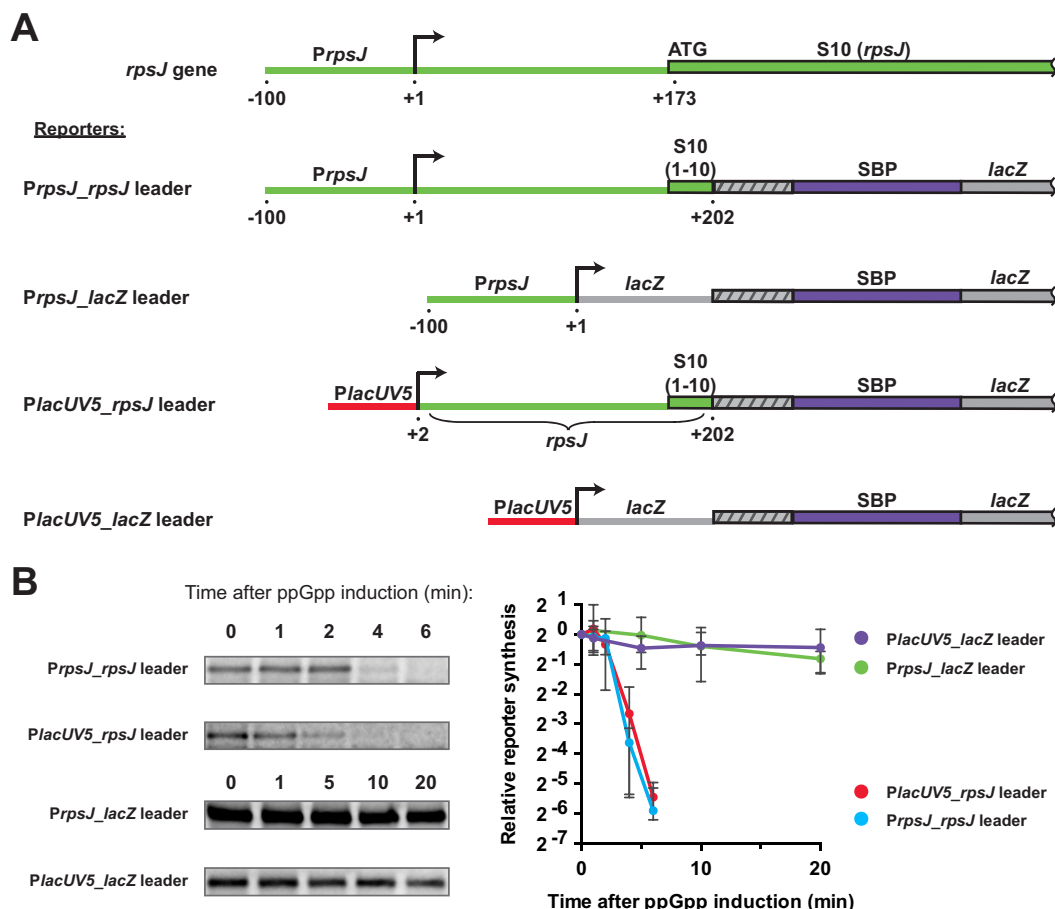 A
PrpsJ
ATG
S10 (rpsJ)
rpsJ gene
-100
+1
+173
Reporters:
S10
(1-10)
PrpsJ
SBP
lacZ
PrpsJ_rpsJ leader
-100
+1
+202
PrpsJ
lacZ
SBP
lacZ
PrpsJ_lacZ leader
-100
+1
S10
(1-10)
PlacUV5
SBP
lacZ
PlacUV5_rpsJ leader
+2
rpsJ
+202
PlacUV5
lacZ
SBP
lacZ
PlacUV5_lacZ leader
B
Time after ppGpp induction (min):
0 1 2 4 6
PrpsJ_rpsJ leader
PlacUV5_rpsJ leader
0 1 5 10 20
PrpsJ_lacZ leader
PlacUV5_lacZ leader
Relative reporter synthesis
2 1
2 0
2 -1
2 -2
2 -3
2 -4
2 -5
2 -6
2 -7
0 10 20
Time after ppGpp induction (min)
PlacUV5_lacZ leader
PrpsJ_lacZ leader
PlacUV5_rpsJ leader
PrpsJ_rpsJ leader